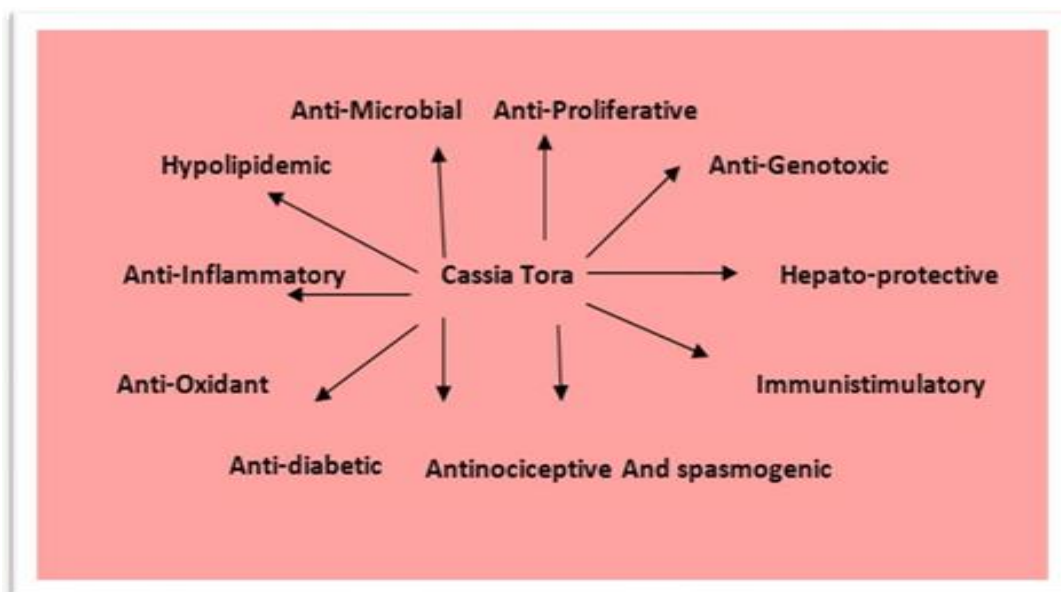 Anti-Microbial Anti-Proliferative
Hypolipidemic Anti-Genotoxic
Anti-Inflammatory Cassia Tora Hepato-protective
Anti-Oxidant Immunistimulatory
Anti-diabetic Antinociceptive And spasmogenic